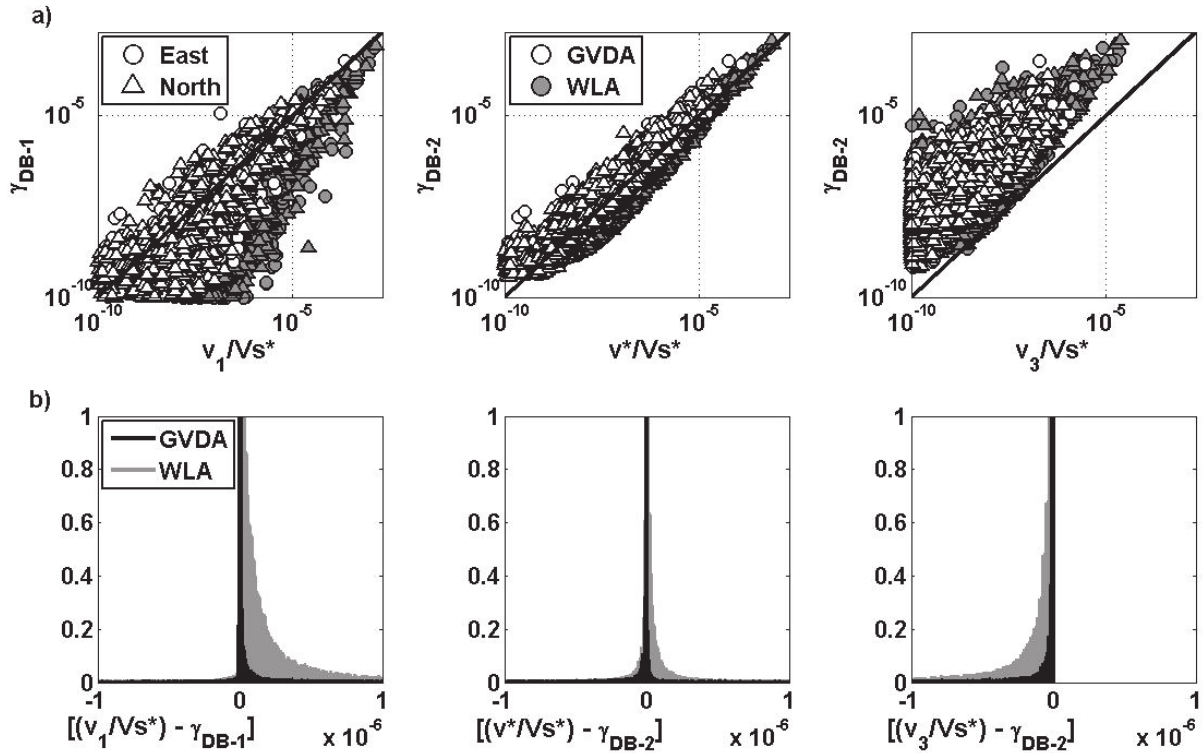 a)
East
North
γDB-1
10⁻⁵
10⁻¹⁰
10⁻¹⁰
10⁻⁵
v₁/Vs*
GVDA
WLA
γDB-2
10⁻⁵
10⁻¹⁰
10⁻¹⁰
10⁻⁵
v*/Vs*
γDB-2
10⁻⁵
10⁻¹⁰
10⁻¹⁰
10⁻⁵
v₃/Vs*
b)
GVDA
WLA
1
0.8
0.6
0.4
0.2
0
-1
0
1
[(v₁/Vs*) - γDB-1]
x 10⁻⁶
1
0.8
0.6
0.4
0.2
0
-1
0
1
[(v*/Vs*) - γDB-2]
x 10⁻⁶
1
0.8
0.6
0.4
0.2
0
-1
0
1
[(v₃/Vs*) - γDB-2]
x 10⁻⁶